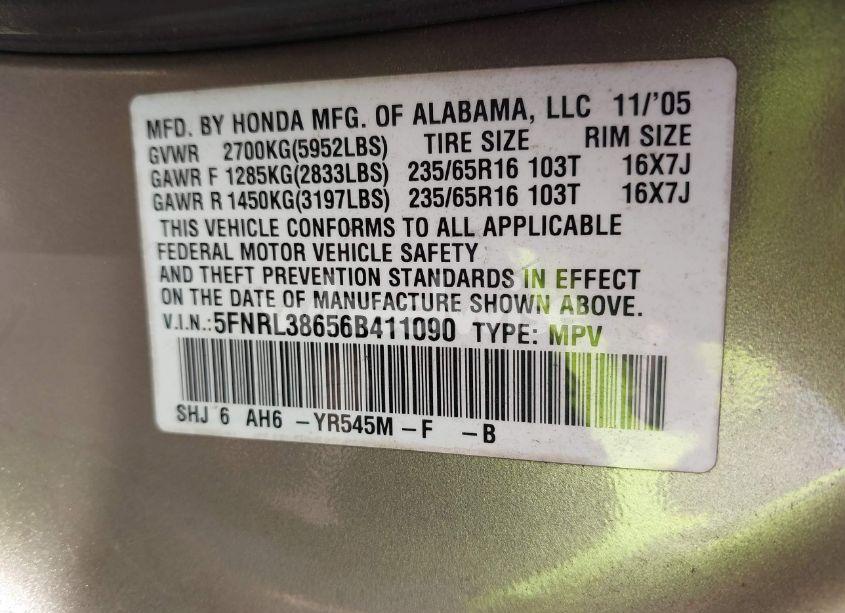 MFD. BY HONDA MFG. OF ALABAMA, LLC 11/'05
GVWR 2700KG(5952LBS) TIRE SIZE RIM SIZE
GAWR F 1285KG(2833LBS) 235/65R16 103T 16X7J
GAWR R 1450KG(3197LBS) 235/65R16 103T 16X7J
THIS VEHICLE CONFORMS TO ALL APPLICABLE
FEDERAL MOTOR VEHICLE SAFETY
AND THEFT PREVENTION STANDARDS IN EFFECT
ON THE DATE OF MANUFACTURE SHOWN ABOVE.
V.I.N.:5FNRL38656B411090 TYPE: MPV
SHJ 6 AH6 -YR545M -F -B